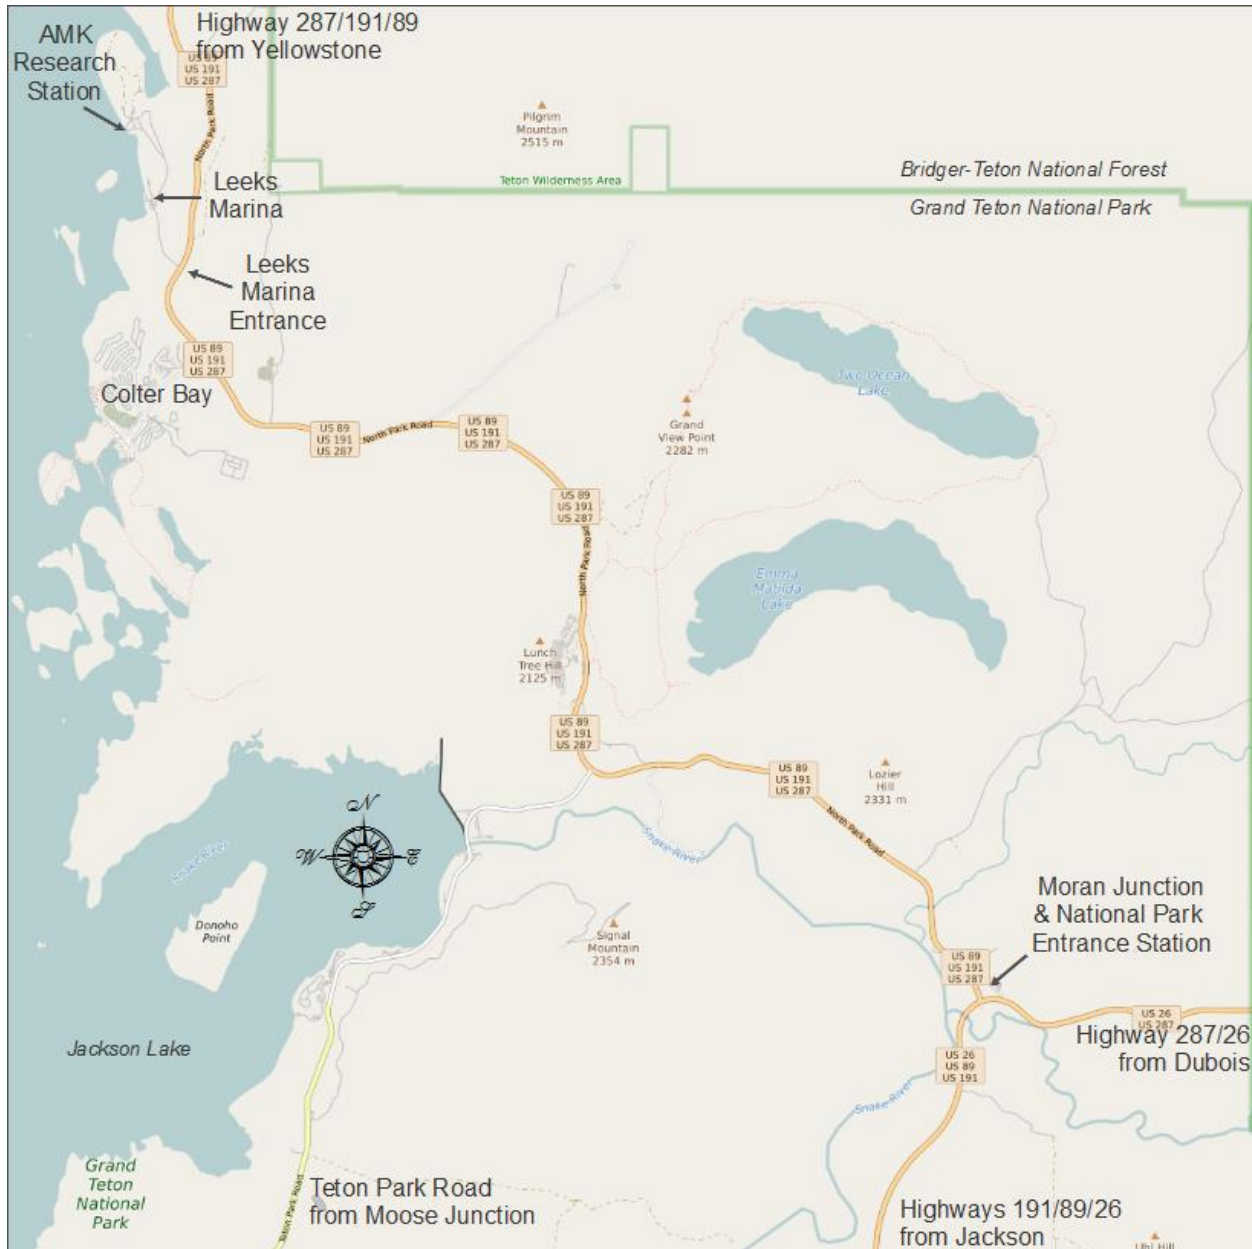 AMK
Research
Station
Highway 287/191/89
from Yellowstone
US 89
US 191
US 287
North Park Road
Pilgrim
Mountain
2515 m
Teton Wilderness Area
Bridger-Teton National Forest
Grand Teton National Park
Leeks
Marina
Leeks
Marina
Entrance
US 89
US 191
US 287
Colter Bay
US 89
US 191
US 287
North Park Road
US 89
US 191
US 287
Grand
View Point
2282 m
Two Ocean
Lake
US 89
US 191
US 287
North Park Road
Emma
Matilda
Lake
Lunch
Tree Hill
2125 m
US 89
US 191
US 287
US 89
US 191
US 287
Lozier
Hill
2331 m
North Park Road
N
W
E
S
Snake River
Snake River
Donoho
Point
Signal
Mountain
2354 m
Moran Junction
& National Park
Entrance Station
US 89
US 191
US 287
US 26
US 287
Highway 287/26
from Dubois
Jackson Lake
US 26
US 89
US 191
Snake River
Grand
Teton
National
Park
Teton Park Road
Teton Park Road
from Moose Junction
Highways 191/89/26
from Jackson
Uhl Hill